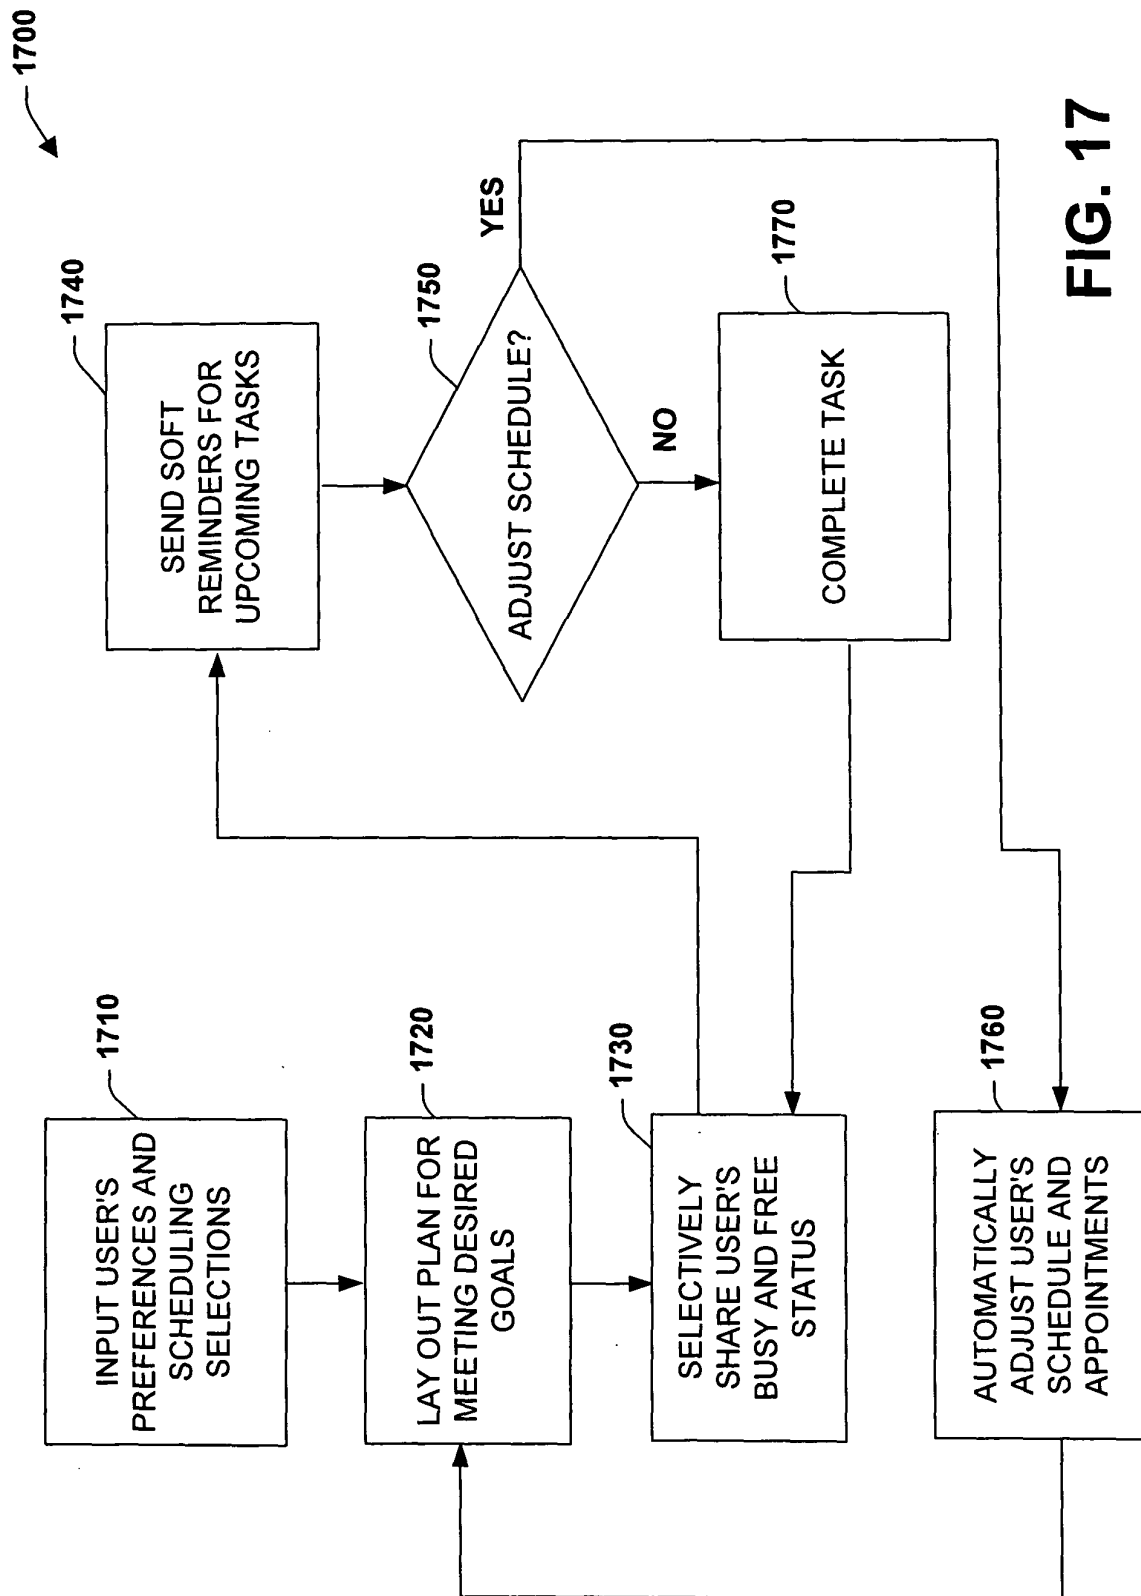 1700
1710
INPUT USER'S
PREFERENCES AND
SCHEDULING
SELECTIONS
1720
LAY OUT PLAN FOR
MEETING DESIRED
GOALS
1730
SELECTIVELY
SHARE USER'S
BUSY AND FREE
STATUS
1760
AUTOMATICALLY
ADJUST USER'S
SCHEDULE AND
APPOINTMENTS
1740
SEND SOFT
REMINDERS FOR
UPCOMING TASKS
1750
ADJUST SCHEDULE?
YES
NO
1770
COMPLETE TASK
FIG. 17